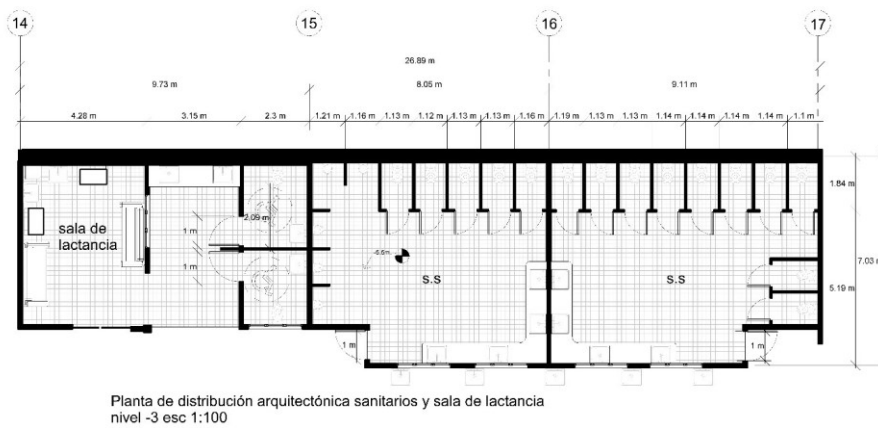 14 15 16 17
26.89 m
9.73 m 8.05 m 9.11 m
4.28 m 3.15 m 2.3 m 1.21 m 1.16 m 1.13 m 1.12 m 1.13 m 1.13 m 1.16 m 1.19 m 1.13 m 1.13 m 1.14 m 1.14 m 1.14 m 1.14 m 1.1 m
1.84 m
2.09 m
sala de
lactancia
1 m
1 m
S.S
S.S
7.03 m
5.19 m
1 m
1 m
Planta de distribución arquitectónica sanitarios y sala de lactancia
nivel -3 esc 1:100